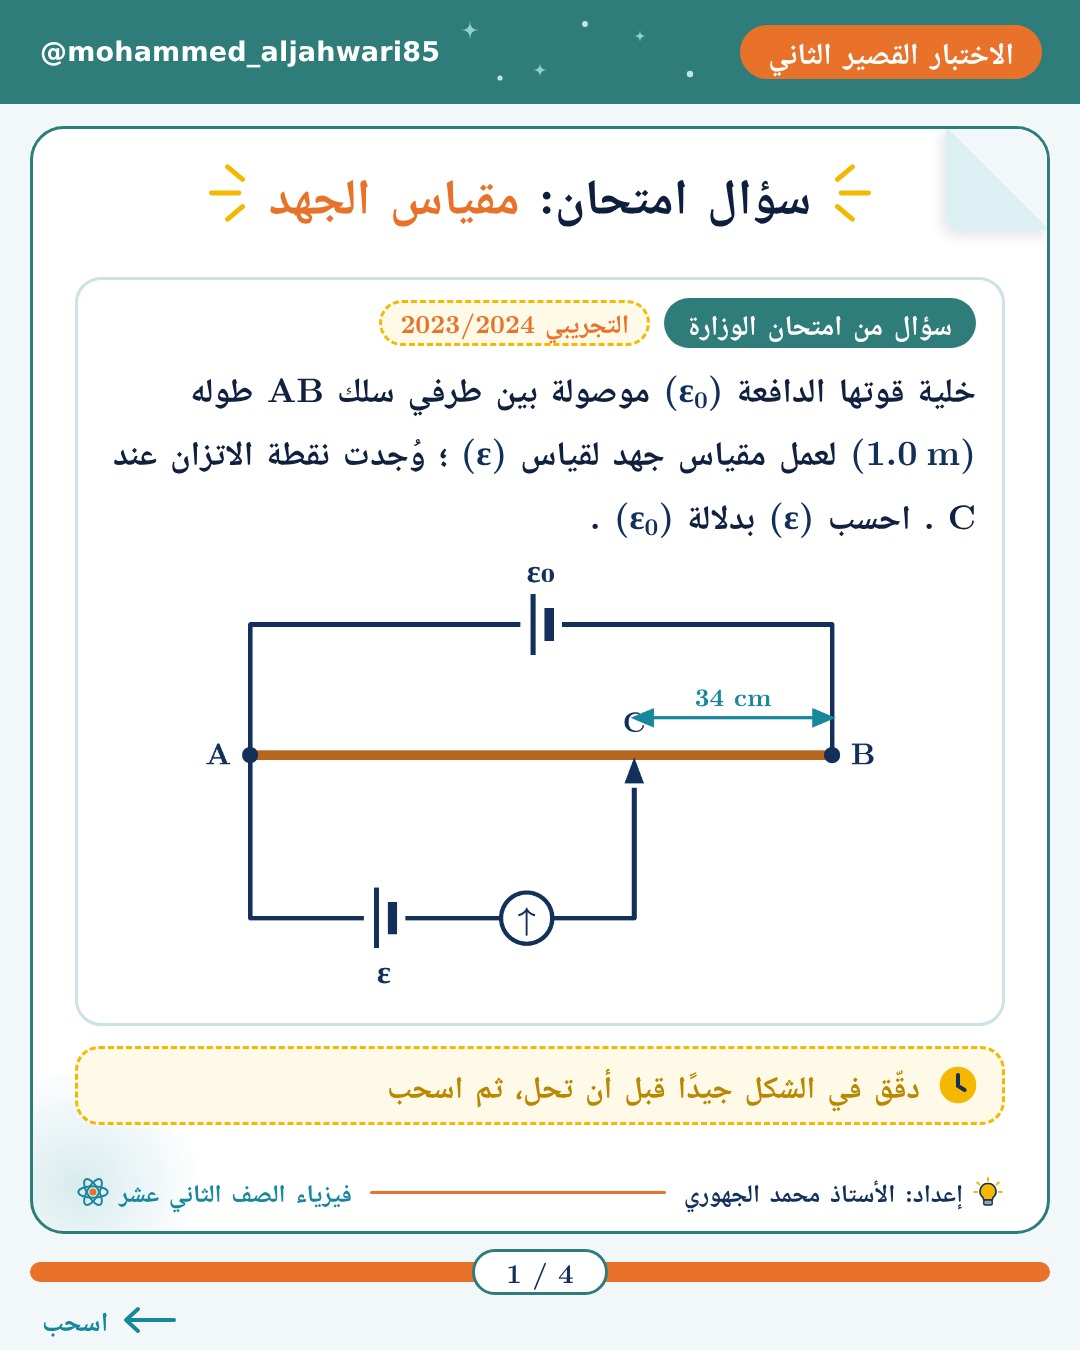 @mohammed_aljahwari85
الاختبار القصير الثاني
سؤال امتحان: مقياس الجهد
سؤال من امتحان الوزارة
التجريبي 2023/2024
خلية قوتها الدافعة (ε₀) موصولة بين طرفي سلك AB طوله
(1.0 m) لعمل مقياس جهد لقياس (ε) ؛ وُجدت نقطة الاتزان عند
C . احسب (ε) بدلالة (ε₀) .
ε₀
34 cm
C
A
B
ε
دقّق في الشكل جيدًا قبل أن تحل، ثم اسحب
إعداد: الأستاذ محمد الجهوري
فيزياء الصف الثاني عشر
1 / 4
اسحب